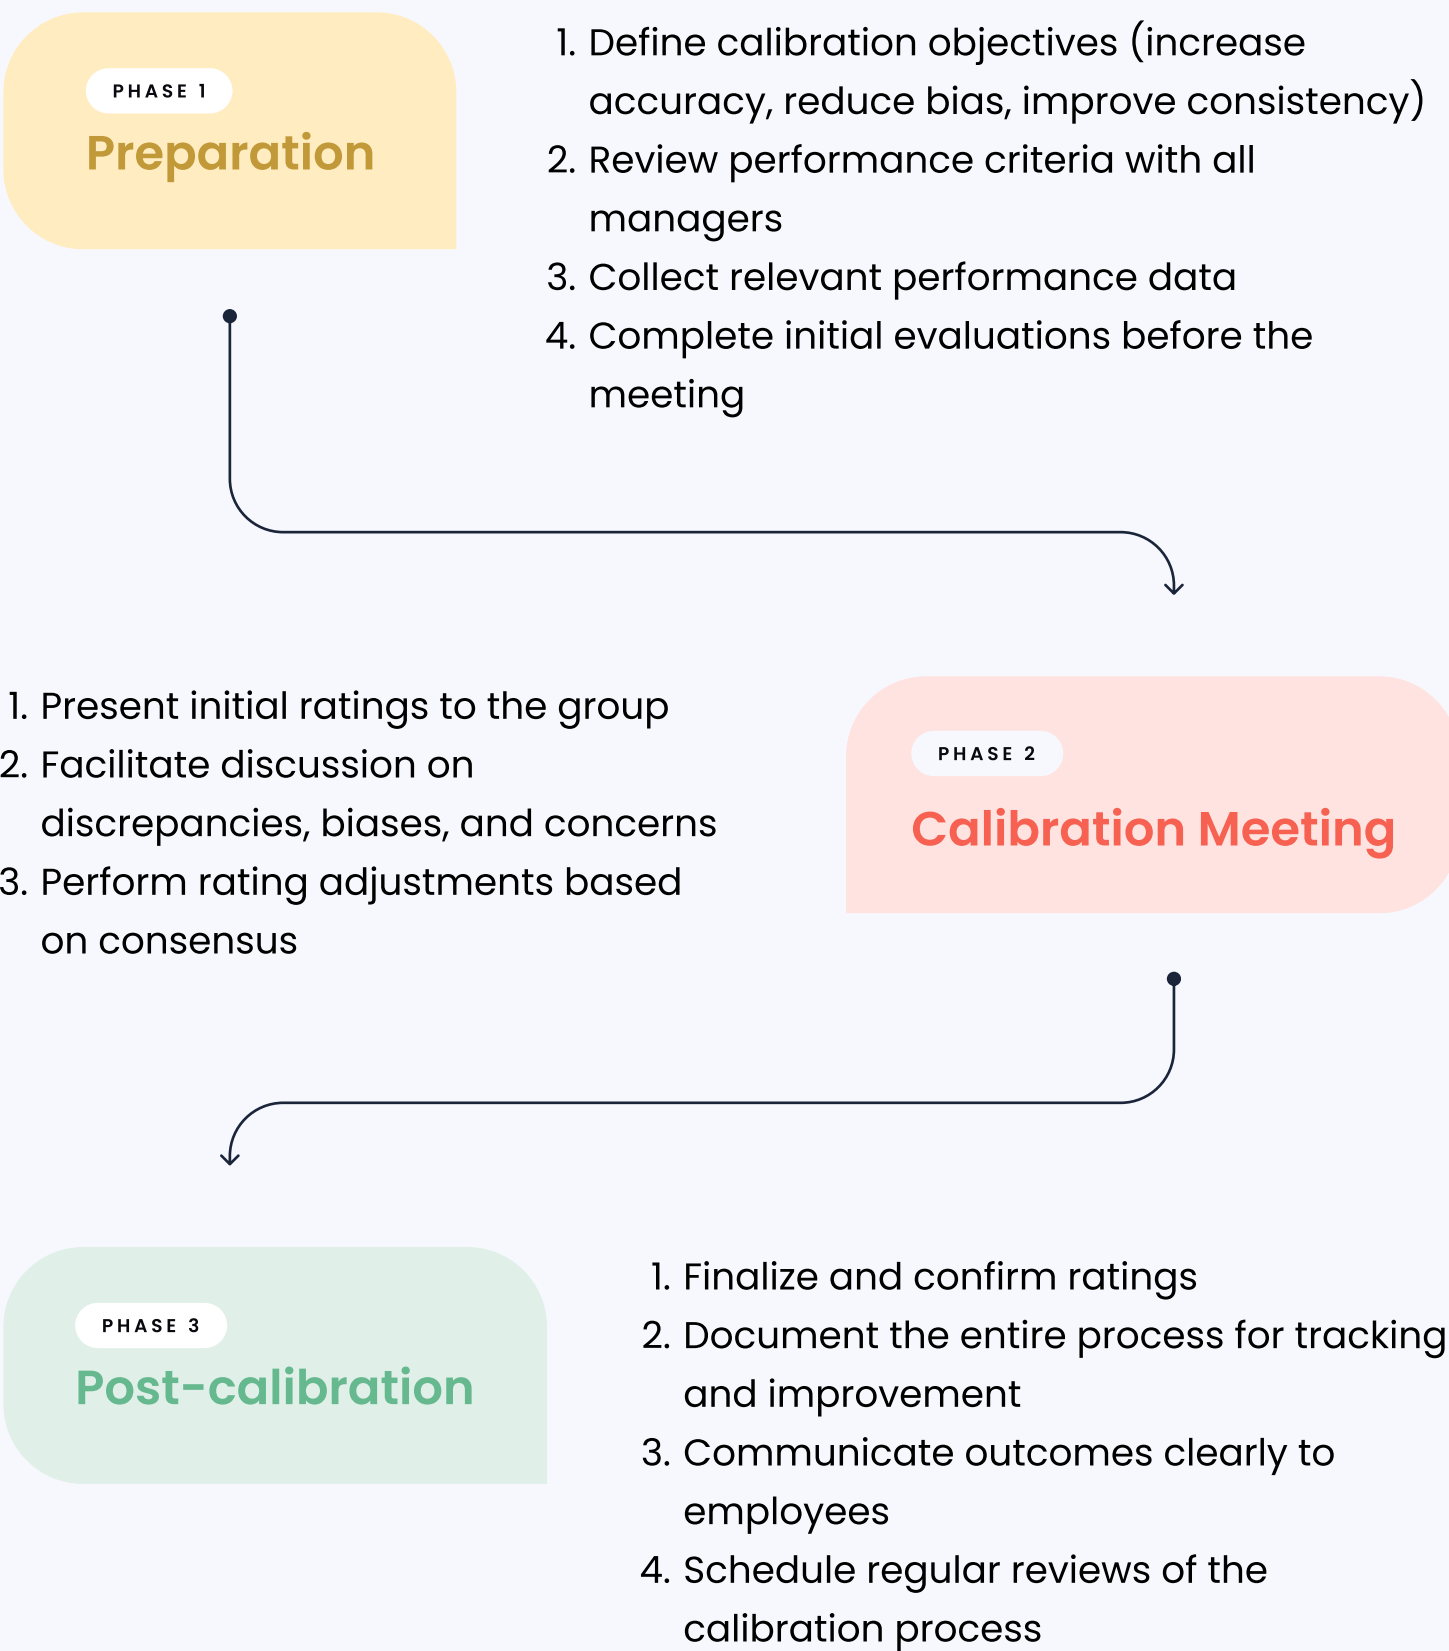 PHASE 1
Preparation
1. Define calibration objectives (increase
accuracy, reduce bias, improve consistency)
2. Review performance criteria with all
managers
3. Collect relevant performance data
4. Complete initial evaluations before the
meeting
1. Present initial ratings to the group
2. Facilitate discussion on
discrepancies, biases, and concerns
3. Perform rating adjustments based
on consensus
PHASE 2
Calibration Meeting
PHASE 3
Post-calibration
1. Finalize and confirm ratings
2. Document the entire process for tracking
and improvement
3. Communicate outcomes clearly to
employees
4. Schedule regular reviews of the
calibration process